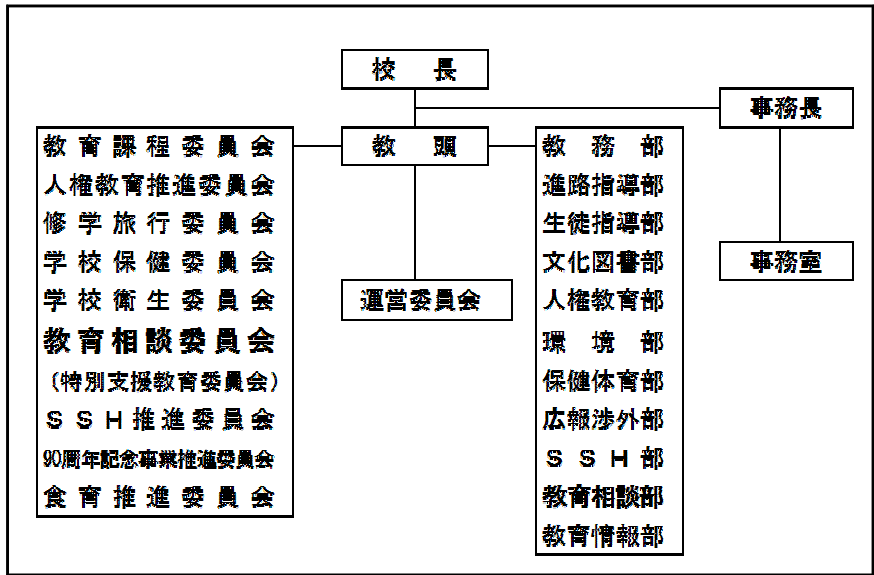 校長
事務長
教育課程委員会
人権教育推進委員会
修学旅行委員会
学校保健委員会
学校衛生委員会
教育相談委員会
(特別支援教育委員会)
SSH推進委員会
90周年記念事業推進委員会
食育推進委員会
教頭
運営委員会
教務部
進路指導部
生徒指導部
文化図書部
人権教育部
環境部
保健体育部
広報渉外部
SSH部
教育相談部
教育情報部
事務室